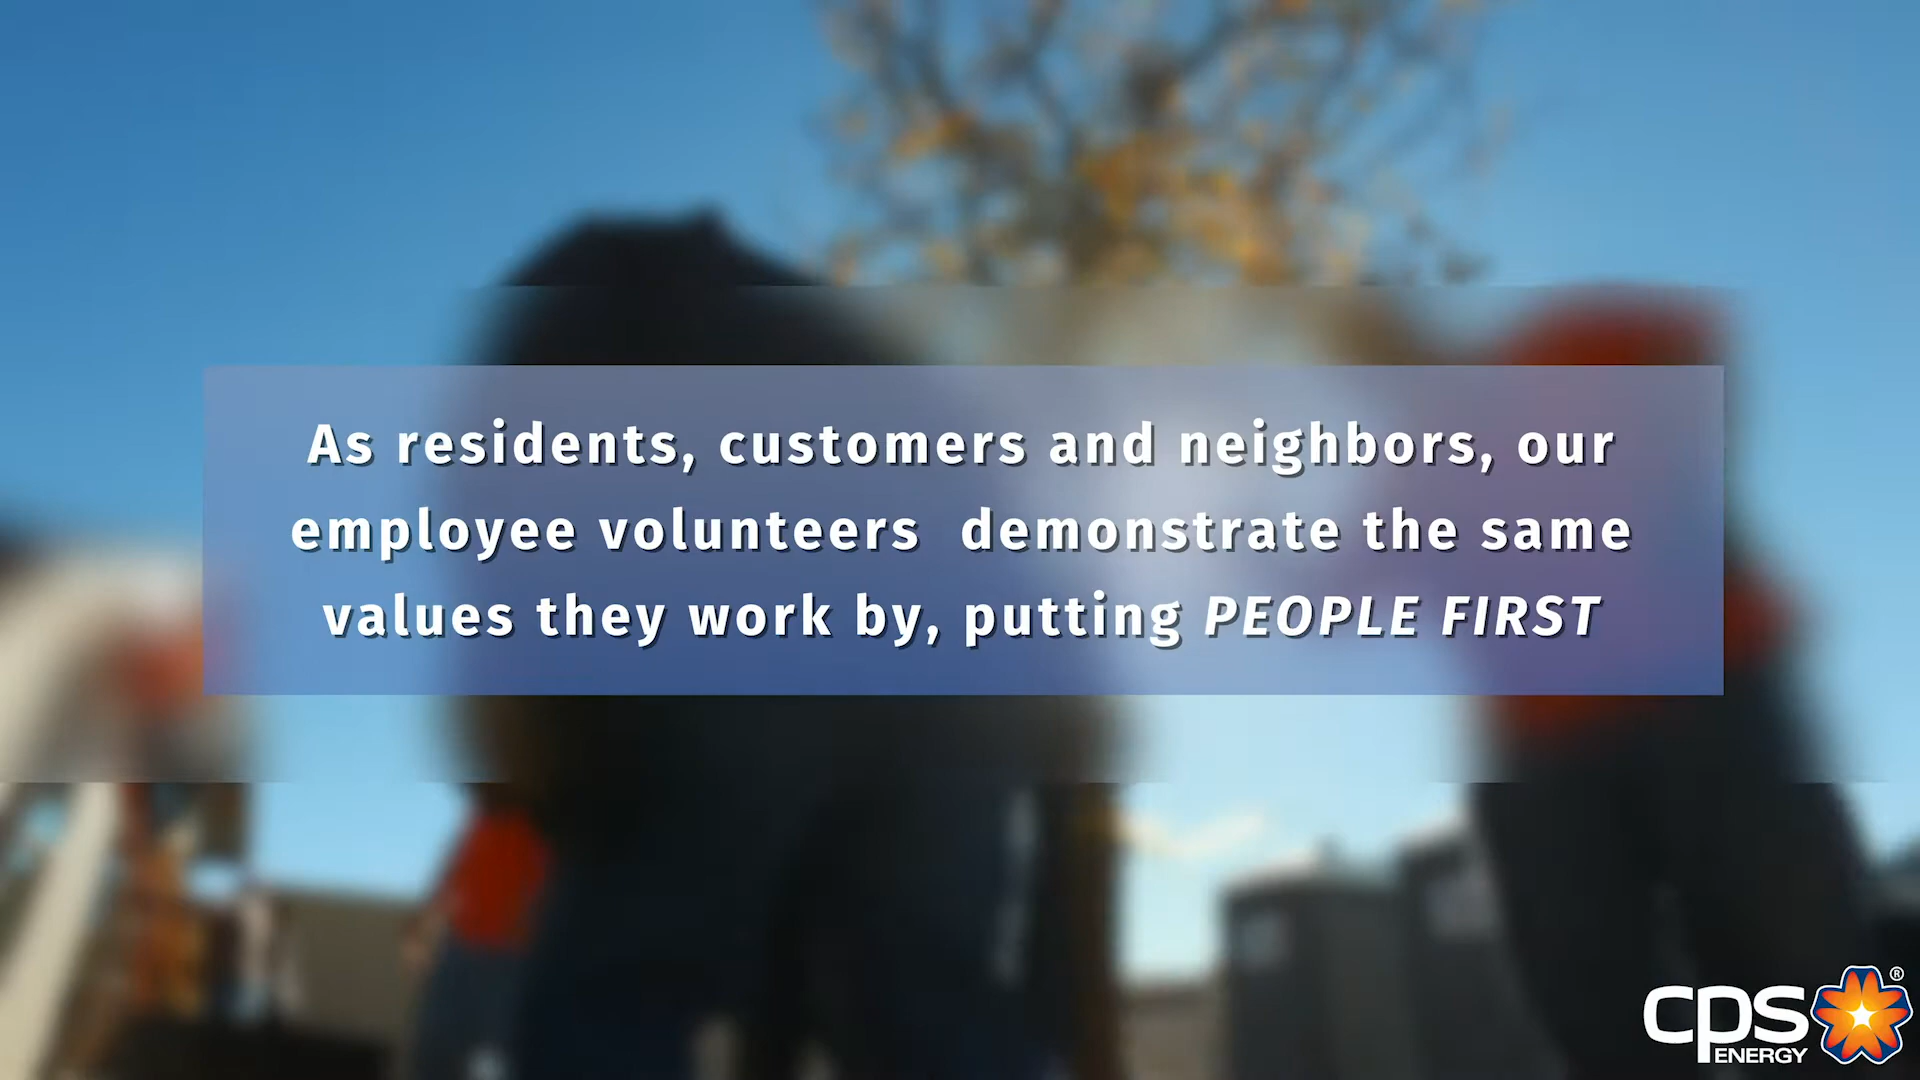 As residents, customers and neighbors, our
employee volunteers  demonstrate the same
values they work by, putting PEOPLE FIRST
cps
ENERGY
®